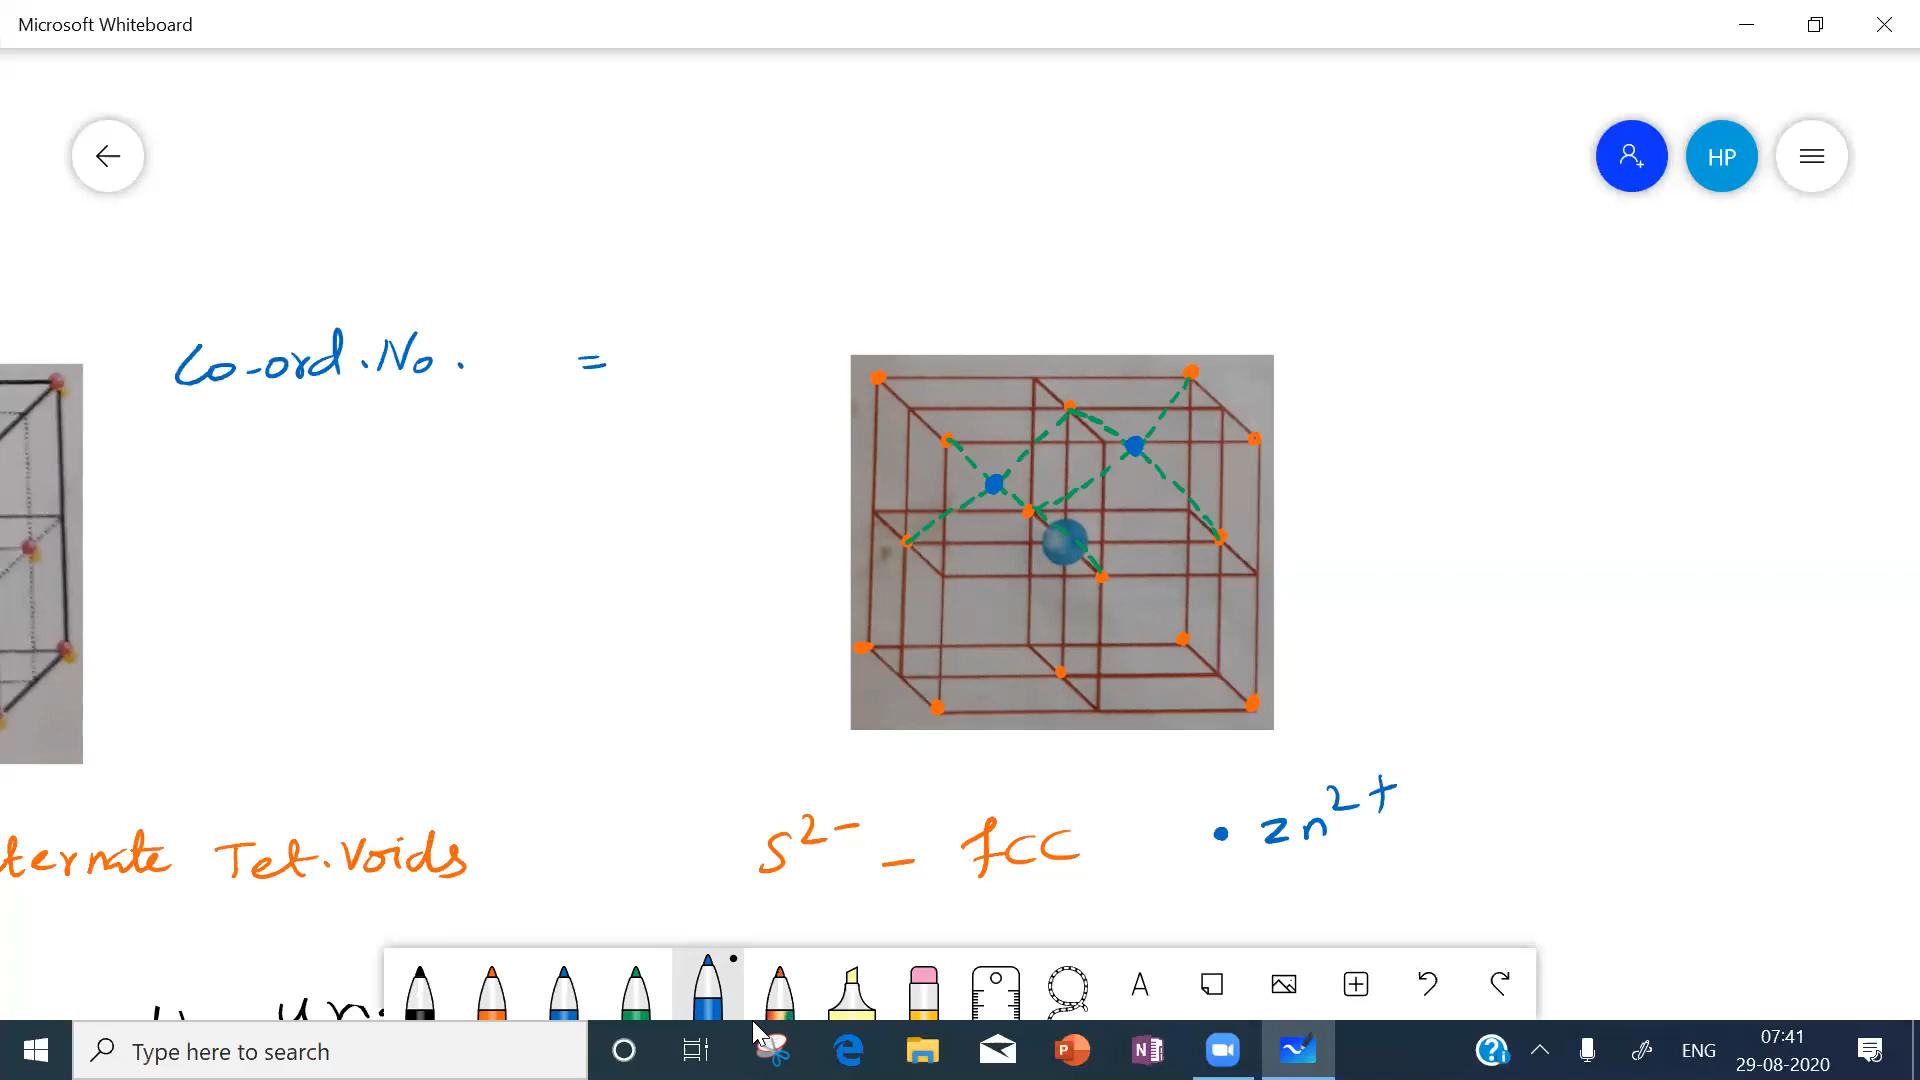 Microsoft Whiteboard
HP
Co-ord.No. =
Zn2+
ternate Tet.Voids
S2- - fcc
A
Type here to search
ENG
07:41
29-08-2020